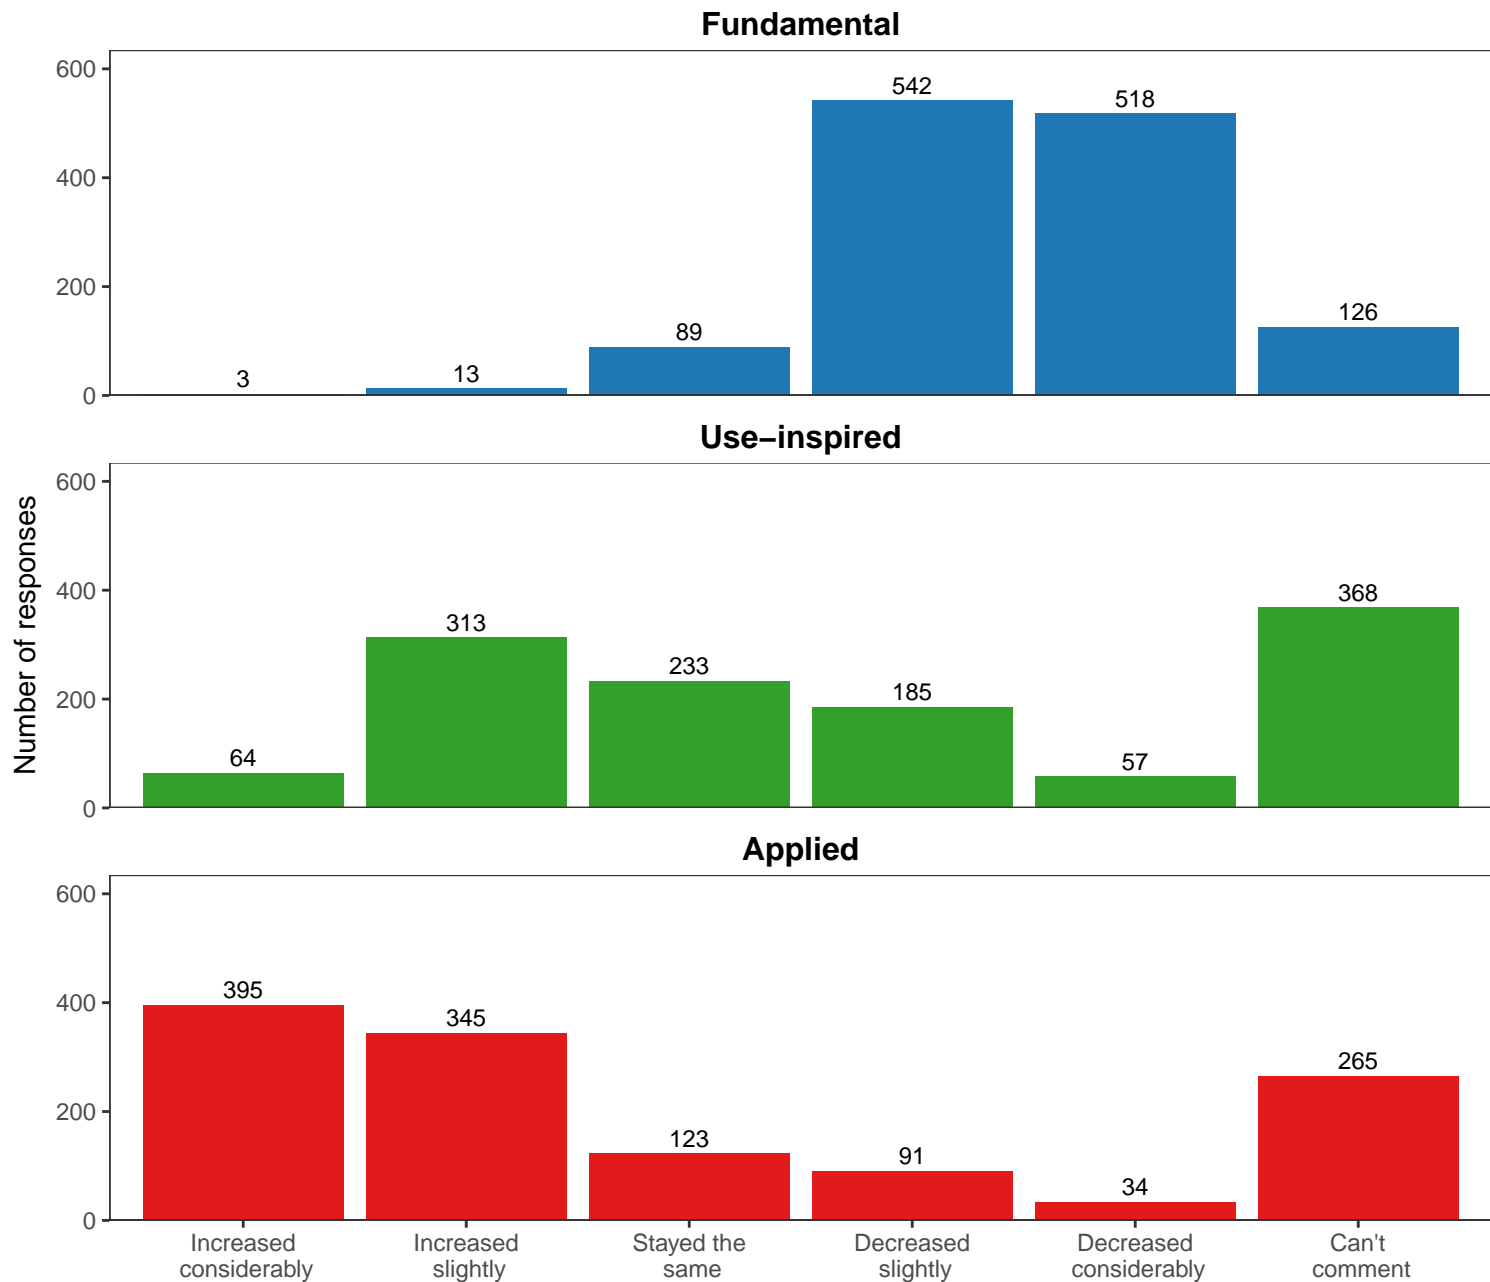 Fundamental
600
400
200
0
3
13
89
542
518
126
Use−inspired
Number of responses
600
400
200
0
64
313
233
185
57
368
Applied
600
400
200
0
395
345
123
91
34
265
Increased
considerably
Increased
slightly
Stayed the
same
Decreased
slightly
Decreased
considerably
Can't
comment